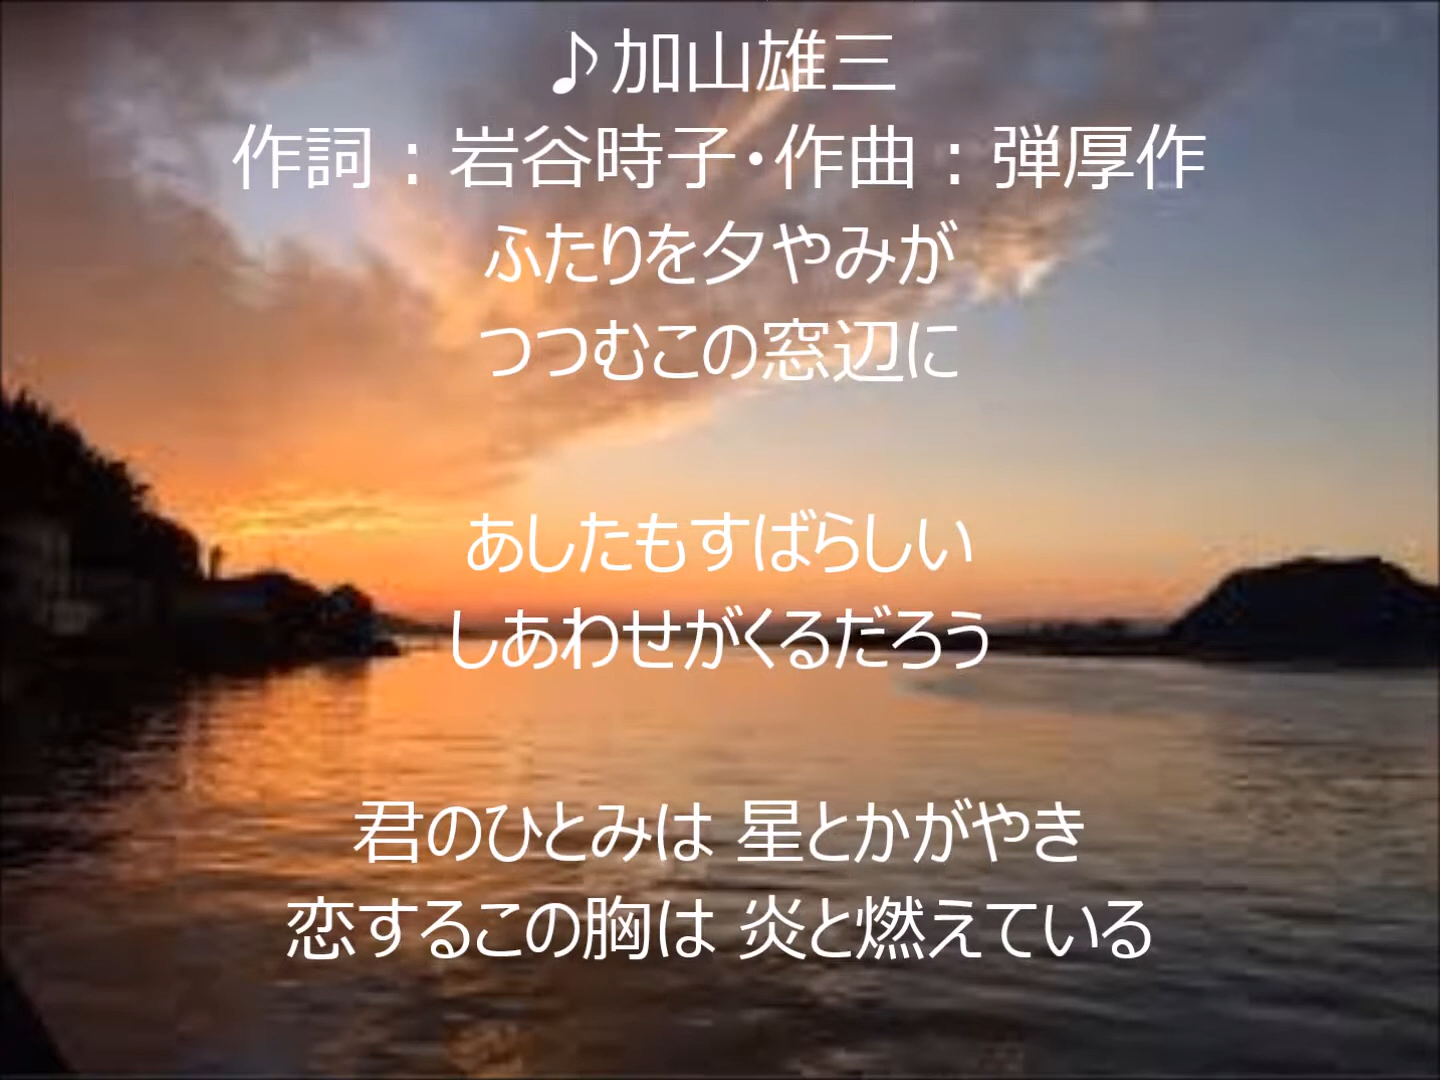 ♪加山雄三
作詞：岩谷時子・作曲：弾厚作
ふたりを夕やみが
つつむこの窓辺に
あしたもすばらしい
しあわせがくるだろう
君のひとみは 星とかがやき
恋するこの胸は 炎と燃えている